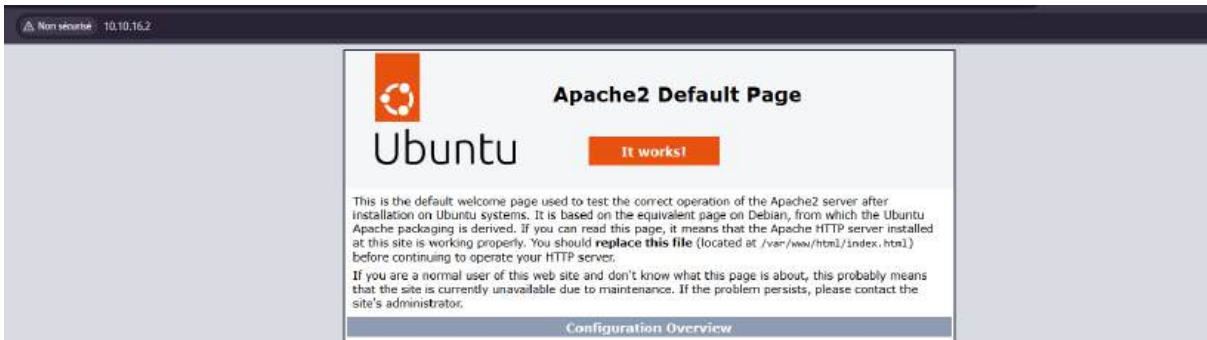 Non sécurisé 10.10.16.2
Apache2 Default Page
Ubuntu
It works!
This is the default welcome page used to test the correct operation of the Apache2 server after
installation on Ubuntu systems. It is based on the equivalent page on Debian, from which the Ubuntu
Apache packaging is derived. If you can read this page, it means that the Apache HTTP server installed
at this site is working properly. You should replace this file (located at /var/www/html/index.html)
before continuing to operate your HTTP server.
If you are a normal user of this web site and don't know what this page is about, this probably means
that the site is currently unavailable due to maintenance. If the problem persists, please contact the
site's administrator.
Configuration Overview